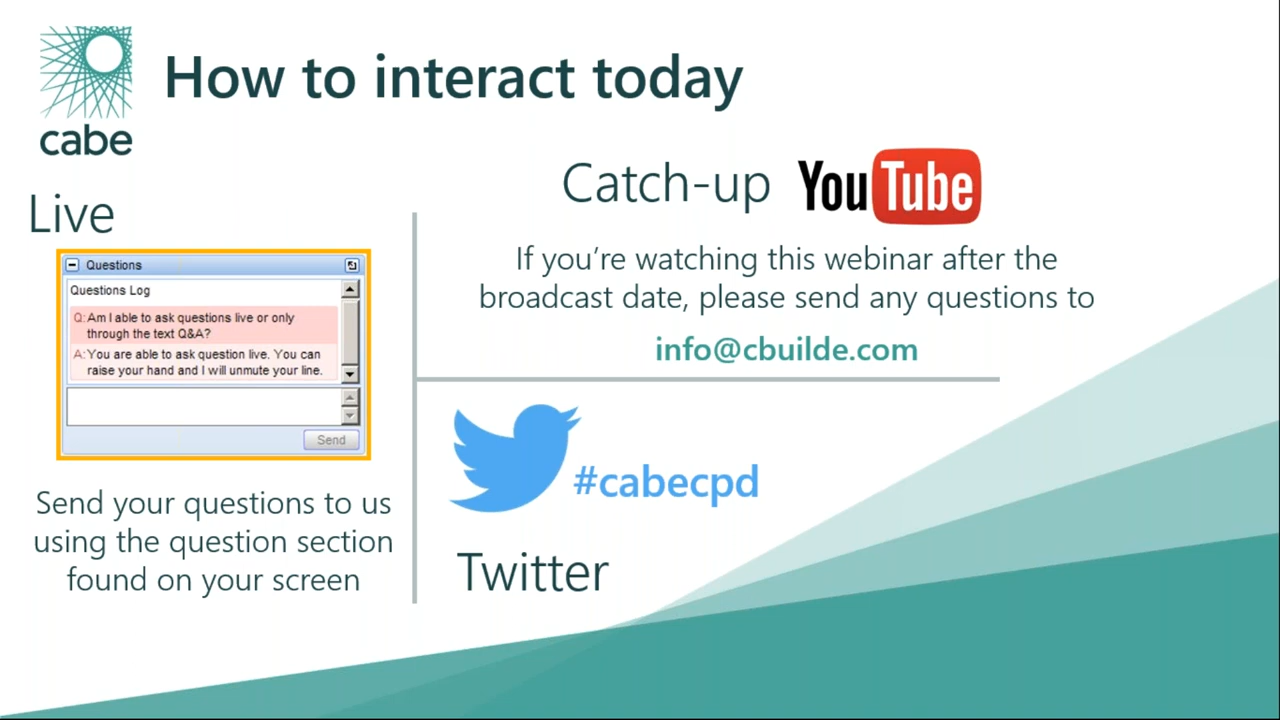 cabe
How to interact today
Live
Questions
Questions Log
Q: Am I able to ask questions live or only
through the text Q&A?
A: You are able to ask question live. You can
raise your hand and I will unmute your line.
Send
Send your questions to us
using the question section
found on your screen
Catch-up YouTube
If you’re watching this webinar after the
broadcast date, please send any questions to
info@cbuilde.com
#cabecpd
Twitter